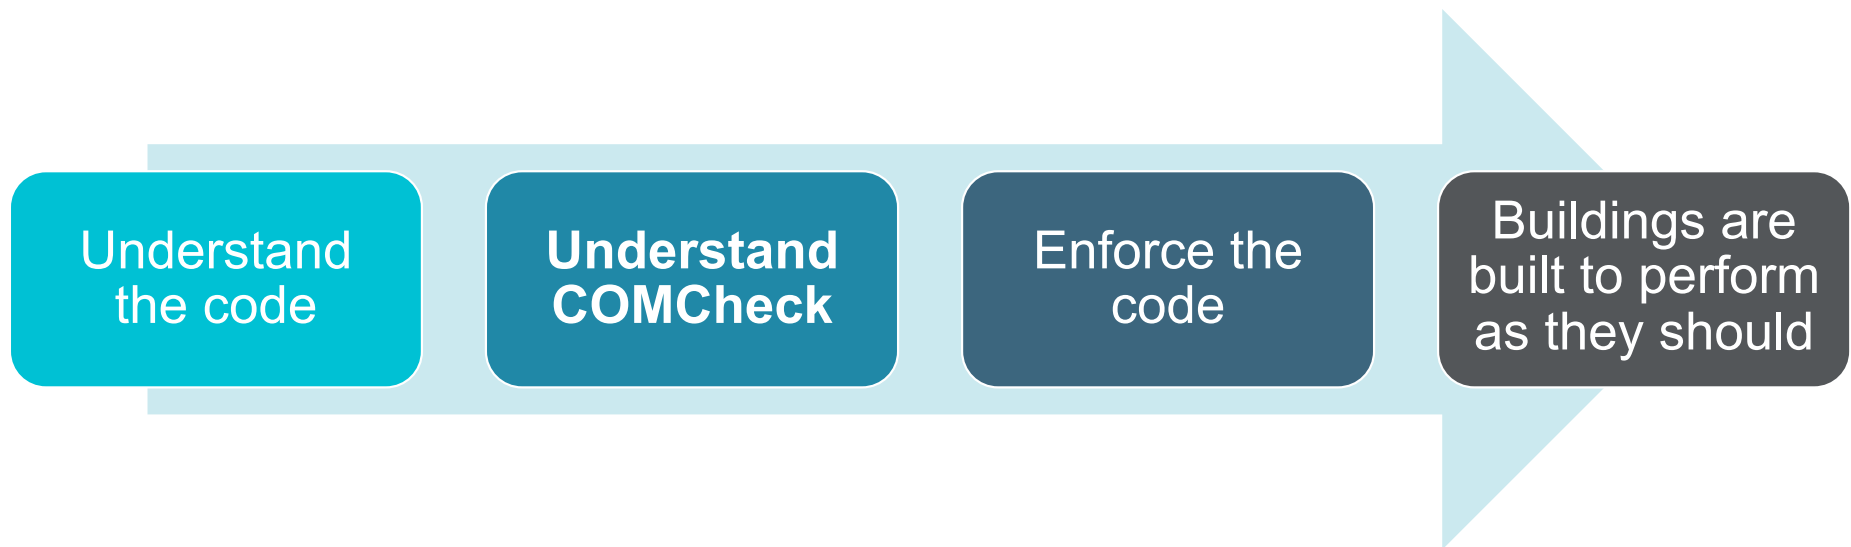 Understand
the code
Understand
COMCheck
Enforce the
code
Buildings are
built to perform
as they should